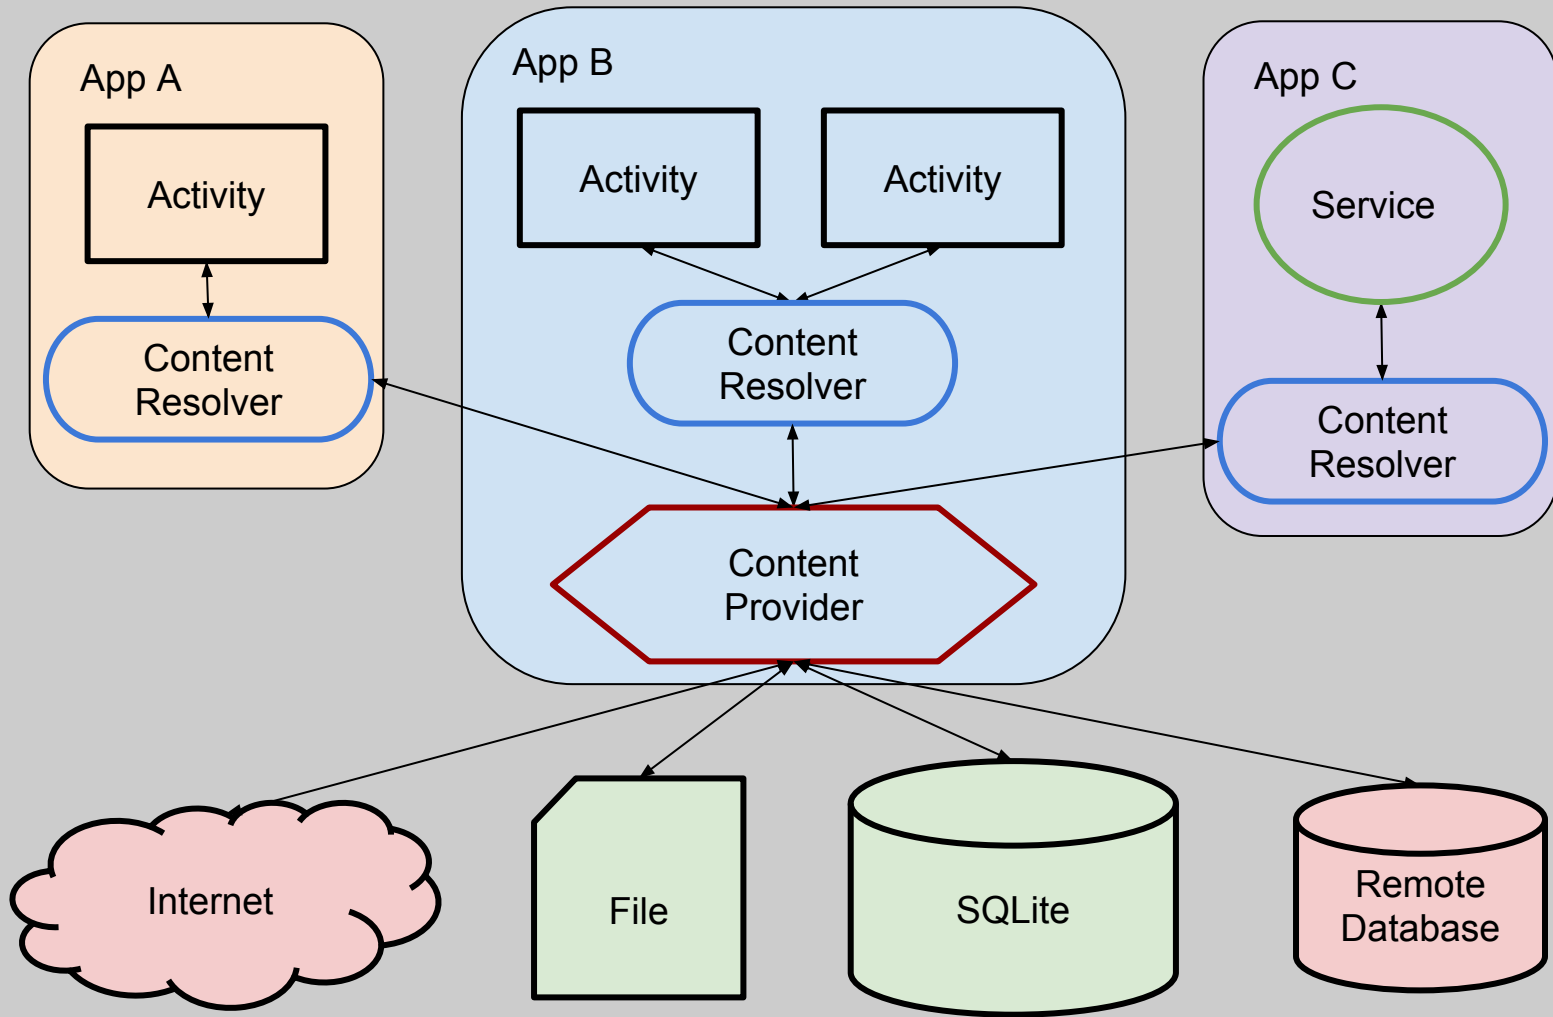 App A
Activity
Content
Resolver
App B
Activity
Activity
Content
Resolver
Content
Provider
App C
Service
Content
Resolver
Internet
File
SQLite
Remote
Database